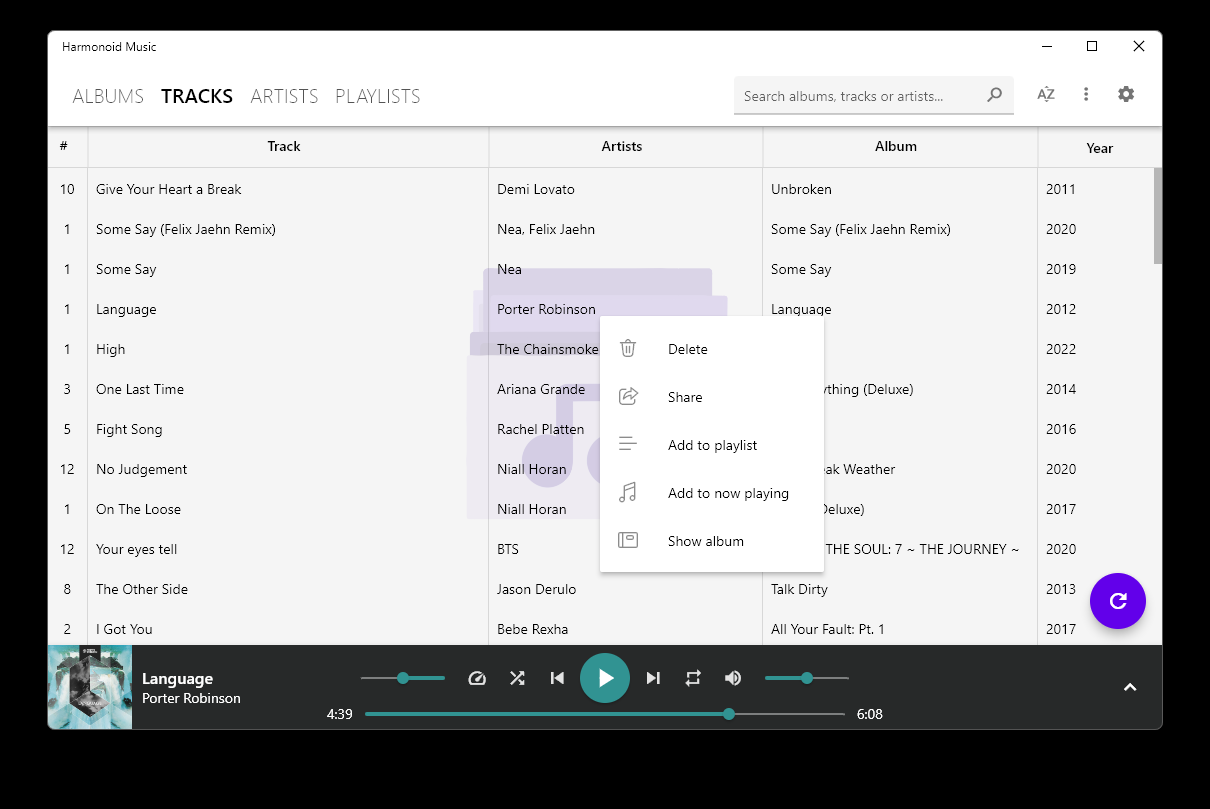 Harmonoid Music
ALBUMS TRACKS ARTISTS PLAYLISTS
Search albums, tracks or artists...
AZ
# Track Artists Album Year
10 Give Your Heart a Break Demi Lovato Unbroken 2011
1 Some Say (Felix Jaehn Remix) Nea, Felix Jaehn Some Say (Felix Jaehn Remix) 2020
1 Some Say Nea Some Say 2019
1 Language Porter Robinson Language 2012
1 High The Chainsmoke 2022
3 One Last Time Ariana Grande ything (Deluxe) 2014
5 Fight Song Rachel Platten 2016
12 No Judgement Niall Horan eak Weather 2020
1 On The Loose Niall Horan Deluxe) 2017
12 Your eyes tell BTS THE SOUL: 7 ~ THE JOURNEY ~ 2020
8 The Other Side Jason Derulo Talk Dirty 2013
2 I Got You Bebe Rexha All Your Fault: Pt. 1 2017
Delete
Share
Add to playlist
Add to now playing
Show album
Language
Porter Robinson
4:39 6:08